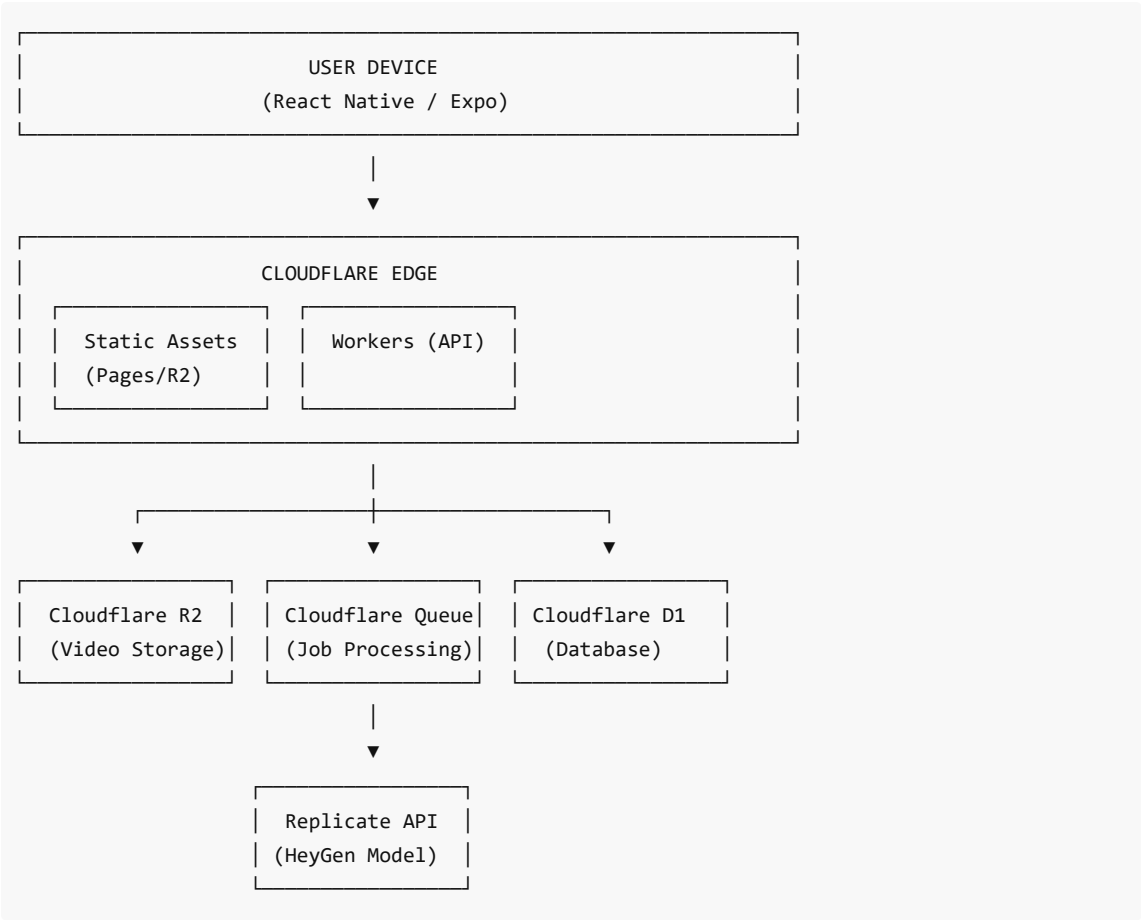 USER DEVICE
(React Native / Expo)
CLOUDFLARE EDGE
Static Assets
(Pages/R2)
Workers (API)
Cloudflare R2
(Video Storage)
Cloudflare Queue
(Job Processing)
Cloudflare D1
(Database)
Replicate API
(HeyGen Model)